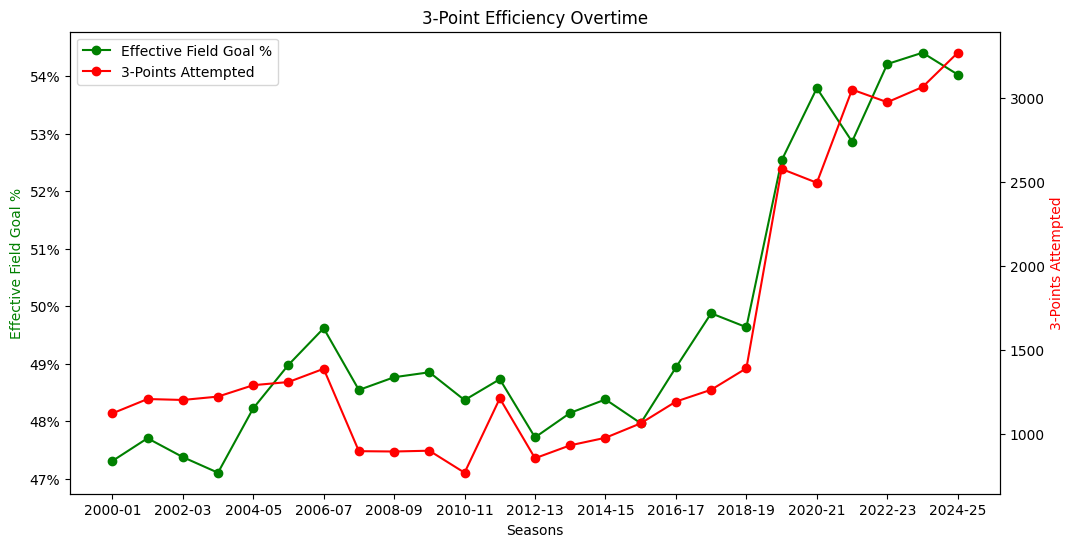 3-Point Efficiency Overtime
Effective Field Goal %
3-Points Attempted
54%
53%
52%
51%
50%
49%
48%
47%
Effective Field Goal %
3000
2500
2000
1500
1000
3-Points Attempted
2000-01 2002-03 2004-05 2006-07 2008-09 2010-11 2012-13 2014-15 2016-17 2018-19 2020-21 2022-23 2024-25
Seasons